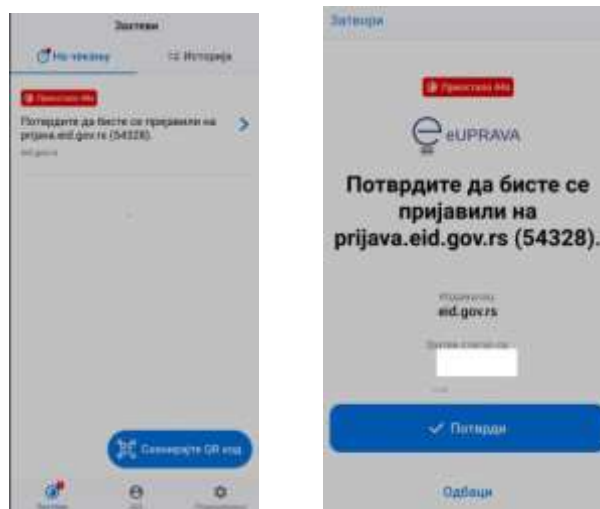 Захтеви
На чекању
Историја
Преостало 44s
Потврдите да бисте се пријавили на
prijava.eid.gov.rs (54328).
eid.gov.rs
Скенирајте QR код
Затвори
Преостало
eUPRAVA
Потврдите да бисте се
пријавили на
prijava.eid.gov.rs (54328).
eid.gov.rs
Потврди
Одбаци